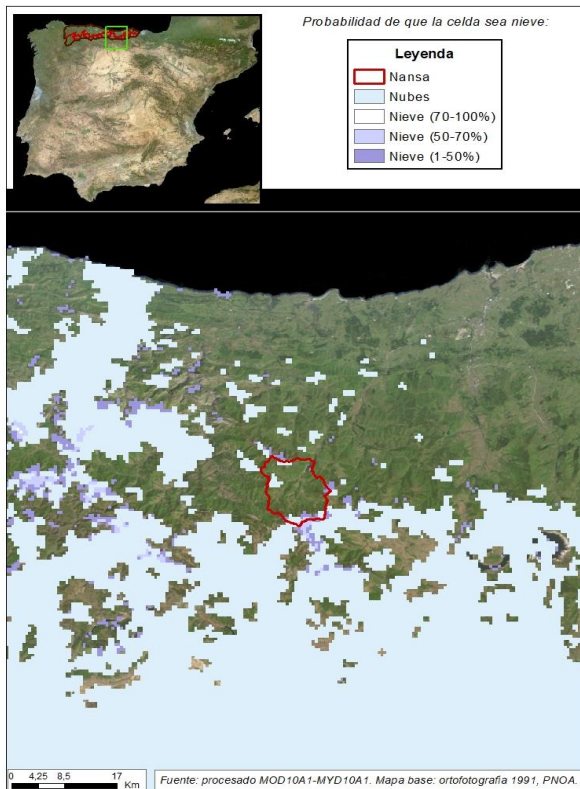 Probabilidad de que la celda sea nieve:
Leyenda
Nansa
Nubes
Nieve (70-100%)
Nieve (50-70%)
Nieve (1-50%)
0 4,25 8,5 17
Km
Fuente: procesado MOD10A1-MYD10A1. Mapa base: ortofotografia 1991, PNOA.